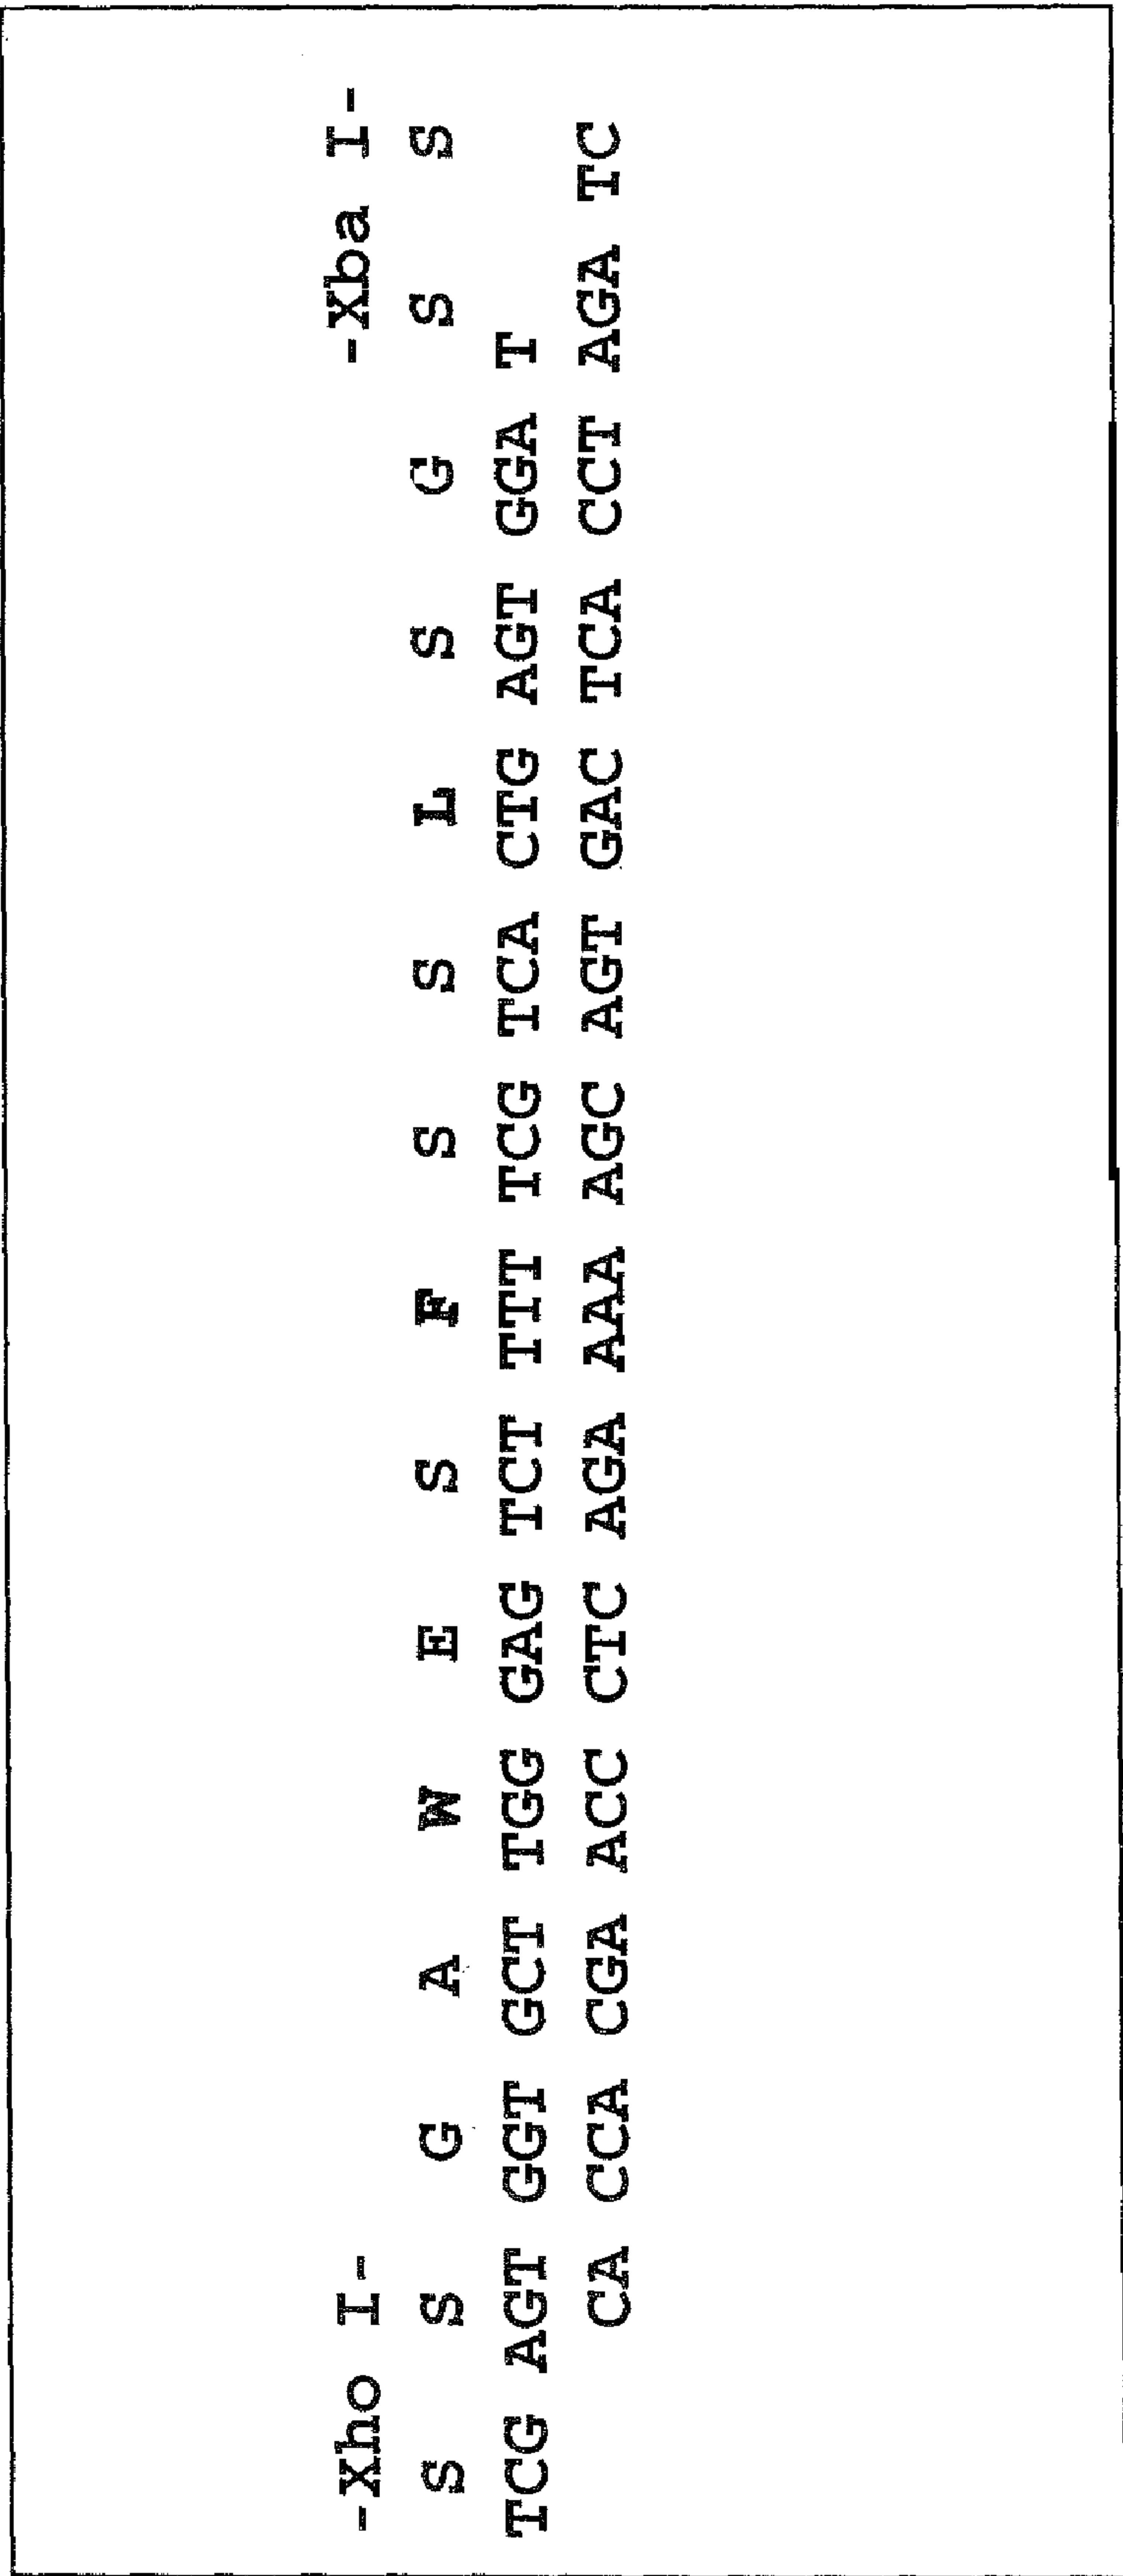 -Xho I- -Xba I-
S S G A W E S F S S L S G S S
TCG AGT GGT GCT TGG GAG TCT TTT TCG TCA CTG AGT GGA T
CA CCA CGA ACC CTC AGA AAA AGC AGT GAC TCA CCT AGA TC